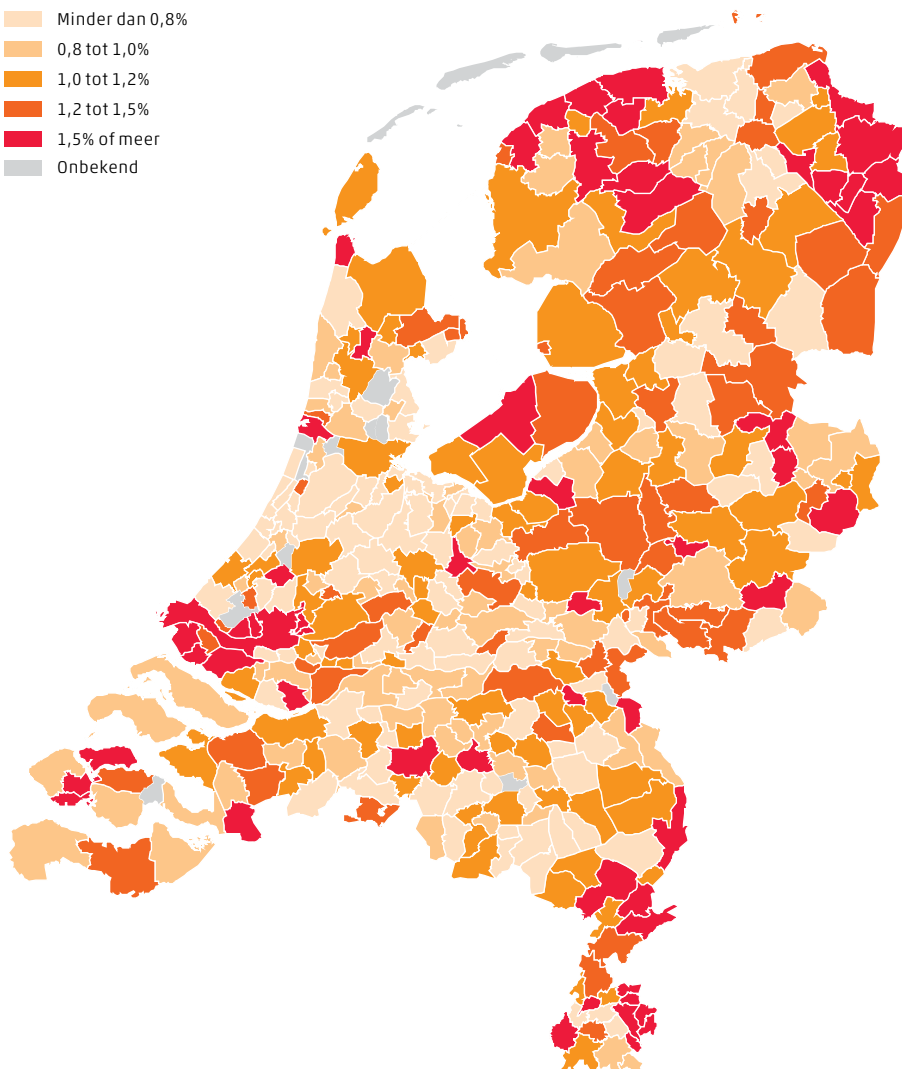 Minder dan 0,8%
0,8 tot 1,0%
1,0 tot 1,2%
1,2 tot 1,5%
1,5% of meer
Onbekend